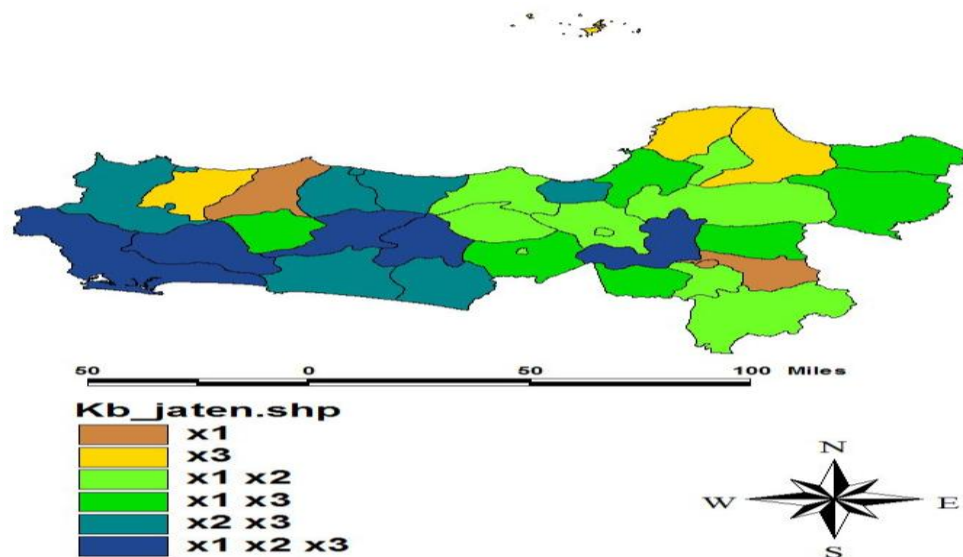 50 0 50 100 Miles
Kb_jaten.shp
x1
x3
x1 x2
x1 x3
x2 x3
x1 x2 x3
N
W E
S